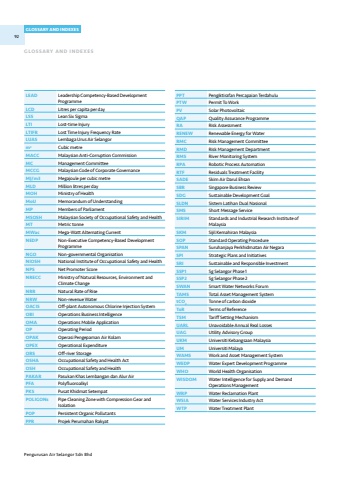 GLOSSARY AND INDEXES
92
GLOSSARY AND INDEXES
LEAD Leadership Competency-Based Development
Programme
LCD Litres per capita per day
LSS Lean Six Sigma
LTI Lost-time Injury
LTIFR Lost Time Injury Frequency Rate
LUAS Lembaga Urus Air Selangor
m³ Cubic metre
MACC Malaysian Anti-Corruption Commission
MC Management Committee
MCCG Malaysian Code of Corporate Governance
MJ/m3 Megajoule per cubic metre
MLD Million litres per day
MOH Ministry of Health
MoU Memorandum of Understanding
MP Members of Parliament
MSOSH Malaysian Society of Occupational Safety and Health
MT Metric tonne
MWac Mega-Watt Alternating Current
NEDP Non-Executive Competency-Based Development
Programme
NGO Non-governmental Organisation
NIOSH National Institute of Occupational Safety and Health
NPS Net Promoter Score
NRECC Ministry of Natural Resources, Environment and
Climate Change
NRR Natural Rate of Rise
NRW Non-revenue Water
OACIS Off-plant Autonomous Chlorine Injection System
OBI Operations Business Intelligence
OMA Operations Mobile Application
OP Operating Period
OPAR Operasi Pengepaman Air Kalam
OPEX Operational Expenditure
ORS Off-river Storage
OSHA Occupational Safety and Health Act
OSH Occupational Safety and Health
PAKAR Pasukan Khas Lembangan dan Alur Air
PFA Polyfluoroalkyl
PKS Pusat Khidmat Setempat
POLIGONs Pipe Cleaning Zone with Compression Gear and
Isolation
POP Persistent Organic Pollutants
PPR Projek Perumahan Rakyat
PPT Pengiktirafan Percapaian Terdahulu
PTW Permit To Work
PV Solar Photovoltaic
QAP Quality Assurance Programme
RA Risk Assessment
RENEW Renewable Energy for Water
RMC Risk Management Committee
RMD Risk Management Department
RMS River Monitoring System
RPA Robotic Process Automation
RTF Residuals Treatment Facility
SADE Skim Air Darul Ehsan
SBR Singapore Business Review
SDG Sustainable Development Goal
SLDN Sistem Latihan Dual Nasional
SMS Short Message Service
SIRIM Standards and Industrial Research Institute of
Malaysia
SKM Sijil Kemahiran Malaysia
SOP Standard Operating Procedure
SPAN Suruhanjaya Perkhidmatan Air Negara
SPI Strategic Plans and Initiatives
SRI Sustainable and Responsible Investment
SSP1 Sg Selangor Phase 1
SSP2 Sg Selangor Phase 2
SWAN Smart Water Networks Forum
TAMS Total Asset Management System
tCO₂ Tonne of carbon dioxide
ToR Terms of Reference
TSM Tariff Setting Mechanism
UARL Unavoidable Annual Real Losses
UAG Utility Advisory Group
UKM Universiti Kebangsaan Malaysia
UM Universiti Malaya
WAMS Work and Asset Management System
WEDP Water Expert Development Programme
WHO World Health Organisation
WISDOM Water Intelligence for Supply and Demand
Operations Management
WRP Water Reclamation Plant
WSIA Water Services Industry Act
WTP Water Treatment Plant
Pengurusan Air Selangor Sdn Bhd